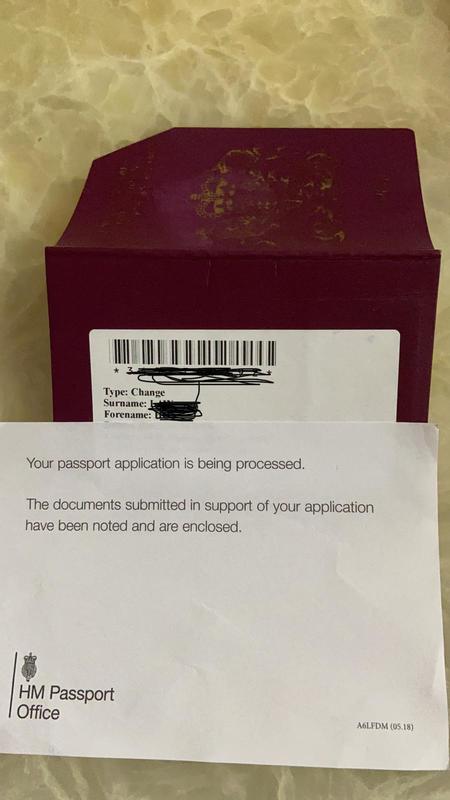 Type: Change
Surname:
Forename:
Your passport application is being processed.
The documents submitted in support of your application
have been noted and are enclosed.
HM Passport
Office
A6LFDM (05.18)